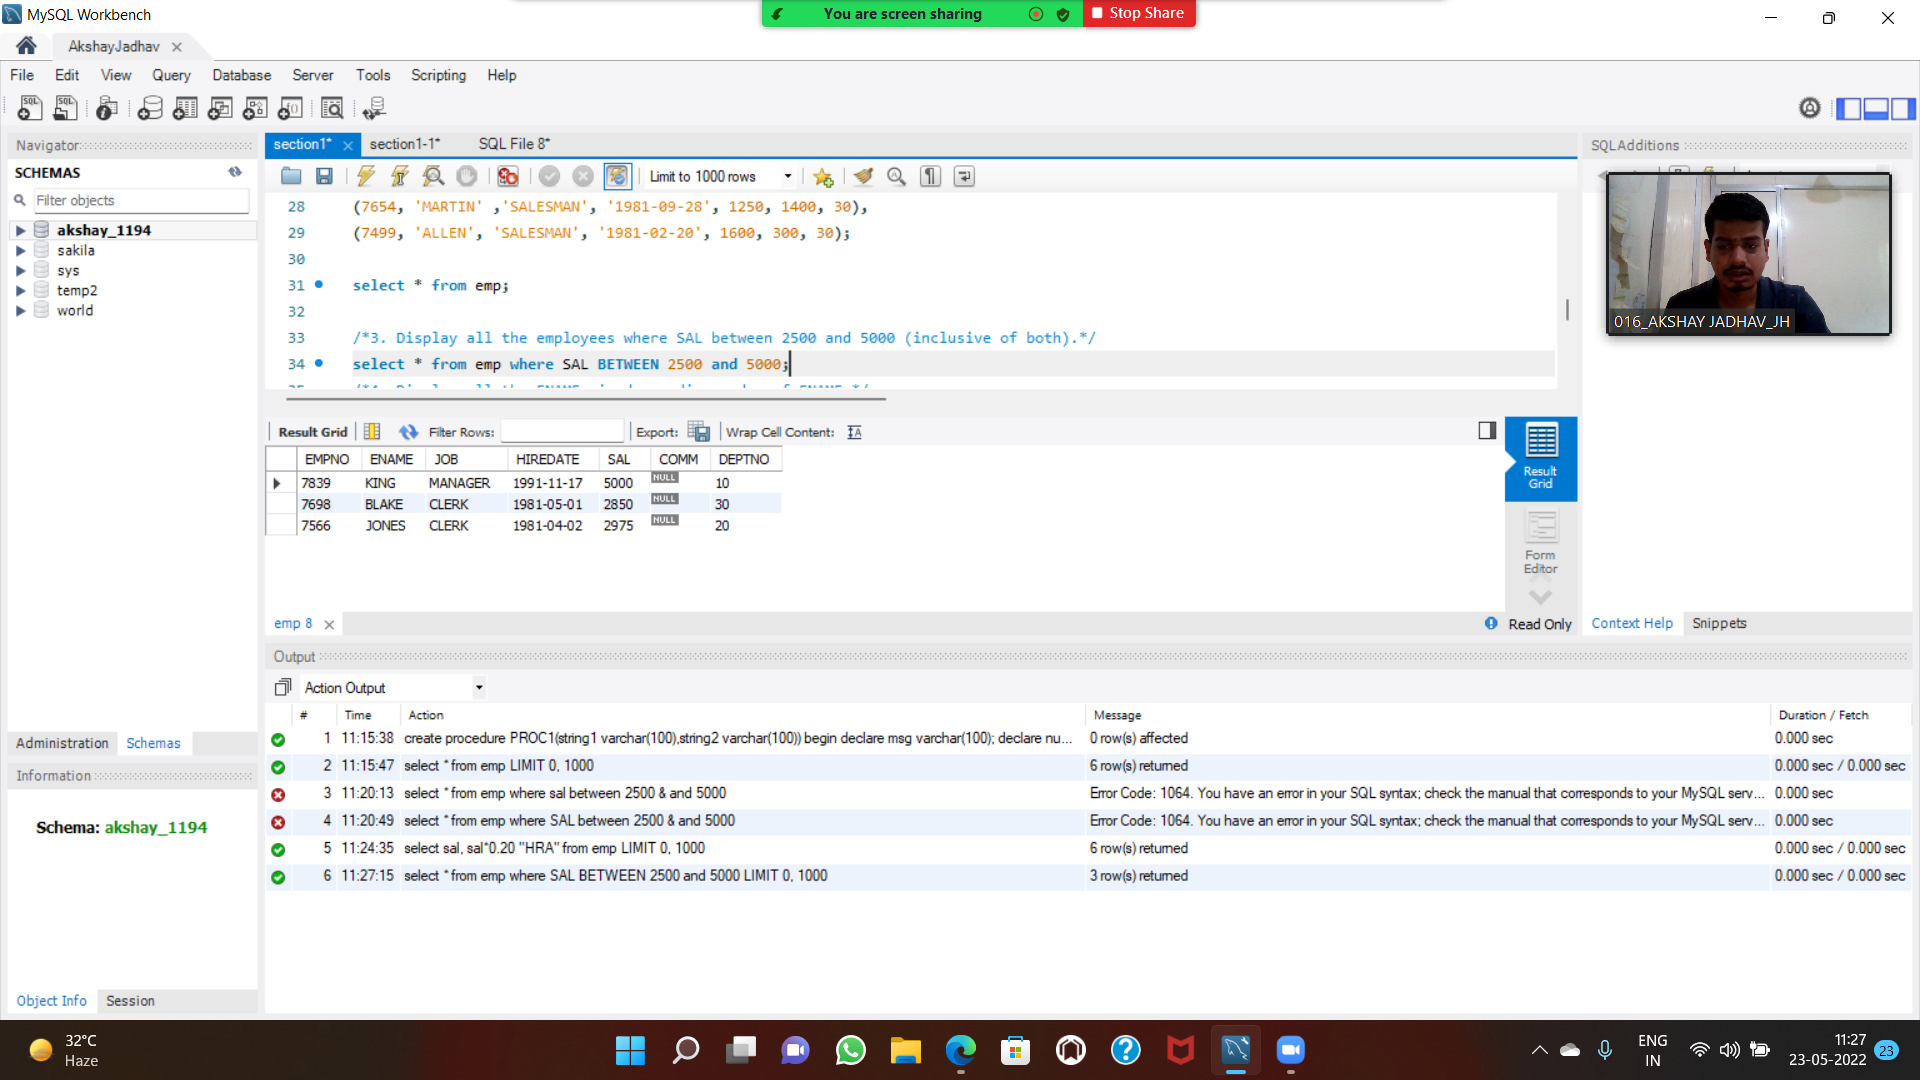 MySQL Workbench
You are screen sharing
Stop Share
AkshayJadhav
File Edit View Query Database Server Tools Scripting Help
Navigator
SCHEMAS
Filter objects
akshay_1194
sakila
sys
temp2
world
Administration Schemas
Information
Schema: akshay_1194
Object Info Session
section1* section1-1* SQL File 8*
Limit to 1000 rows
28 (7654, 'MARTIN' ,'SALESMAN', '1981-09-28', 1250, 1400, 30),
29 (7499, 'ALLEN', 'SALESMAN', '1981-02-20', 1600, 300, 30);
30
31 select * from emp;
32
33 /*3. Display all the employees where SAL between 2500 and 5000 (inclusive of both).*/
34 select * from emp where SAL BETWEEN 2500 and 5000;
Result Grid Filter Rows: Export: Wrap Cell Content:
EMPNO ENAME JOB HIREDATE SAL COMM DEPTNO
7839 KING MANAGER 1991-11-17 5000 NULL 10
7698 BLAKE CLERK 1981-05-01 2850 NULL 30
7566 JONES CLERK 1981-04-02 2975 NULL 20
Result
Grid
Form
Editor
emp 8
Read Only
SQLAdditions
016_AKSHAY JADHAV_JH
Context Help Snippets
Output
Action Output
# Time Action Message Duration / Fetch
1 11:15:38 create procedure PROC1(string1 varchar(100),string2 varchar(100)) begin declare msg varchar(100); declare nu... 0 row(s) affected 0.000 sec
2 11:15:47 select * from emp LIMIT 0, 1000 6 row(s) returned 0.000 sec / 0.000 sec
3 11:20:13 select * from emp where sal between 2500 & and 5000 Error Code: 1064. You have an error in your SQL syntax; check the manual that corresponds to your MySQL serv... 0.000 sec
4 11:20:49 select * from emp where SAL between 2500 & and 5000 Error Code: 1064. You have an error in your SQL syntax; check the manual that corresponds to your MySQL serv... 0.000 sec
5 11:24:35 select sal, sal*0.20 "HRA" from emp LIMIT 0, 1000 6 row(s) returned 0.000 sec / 0.000 sec
6 11:27:15 select * from emp where SAL BETWEEN 2500 and 5000 LIMIT 0, 1000 3 row(s) returned 0.000 sec / 0.000 sec
32°C
Haze
ENG
IN
11:27
23-05-2022
23